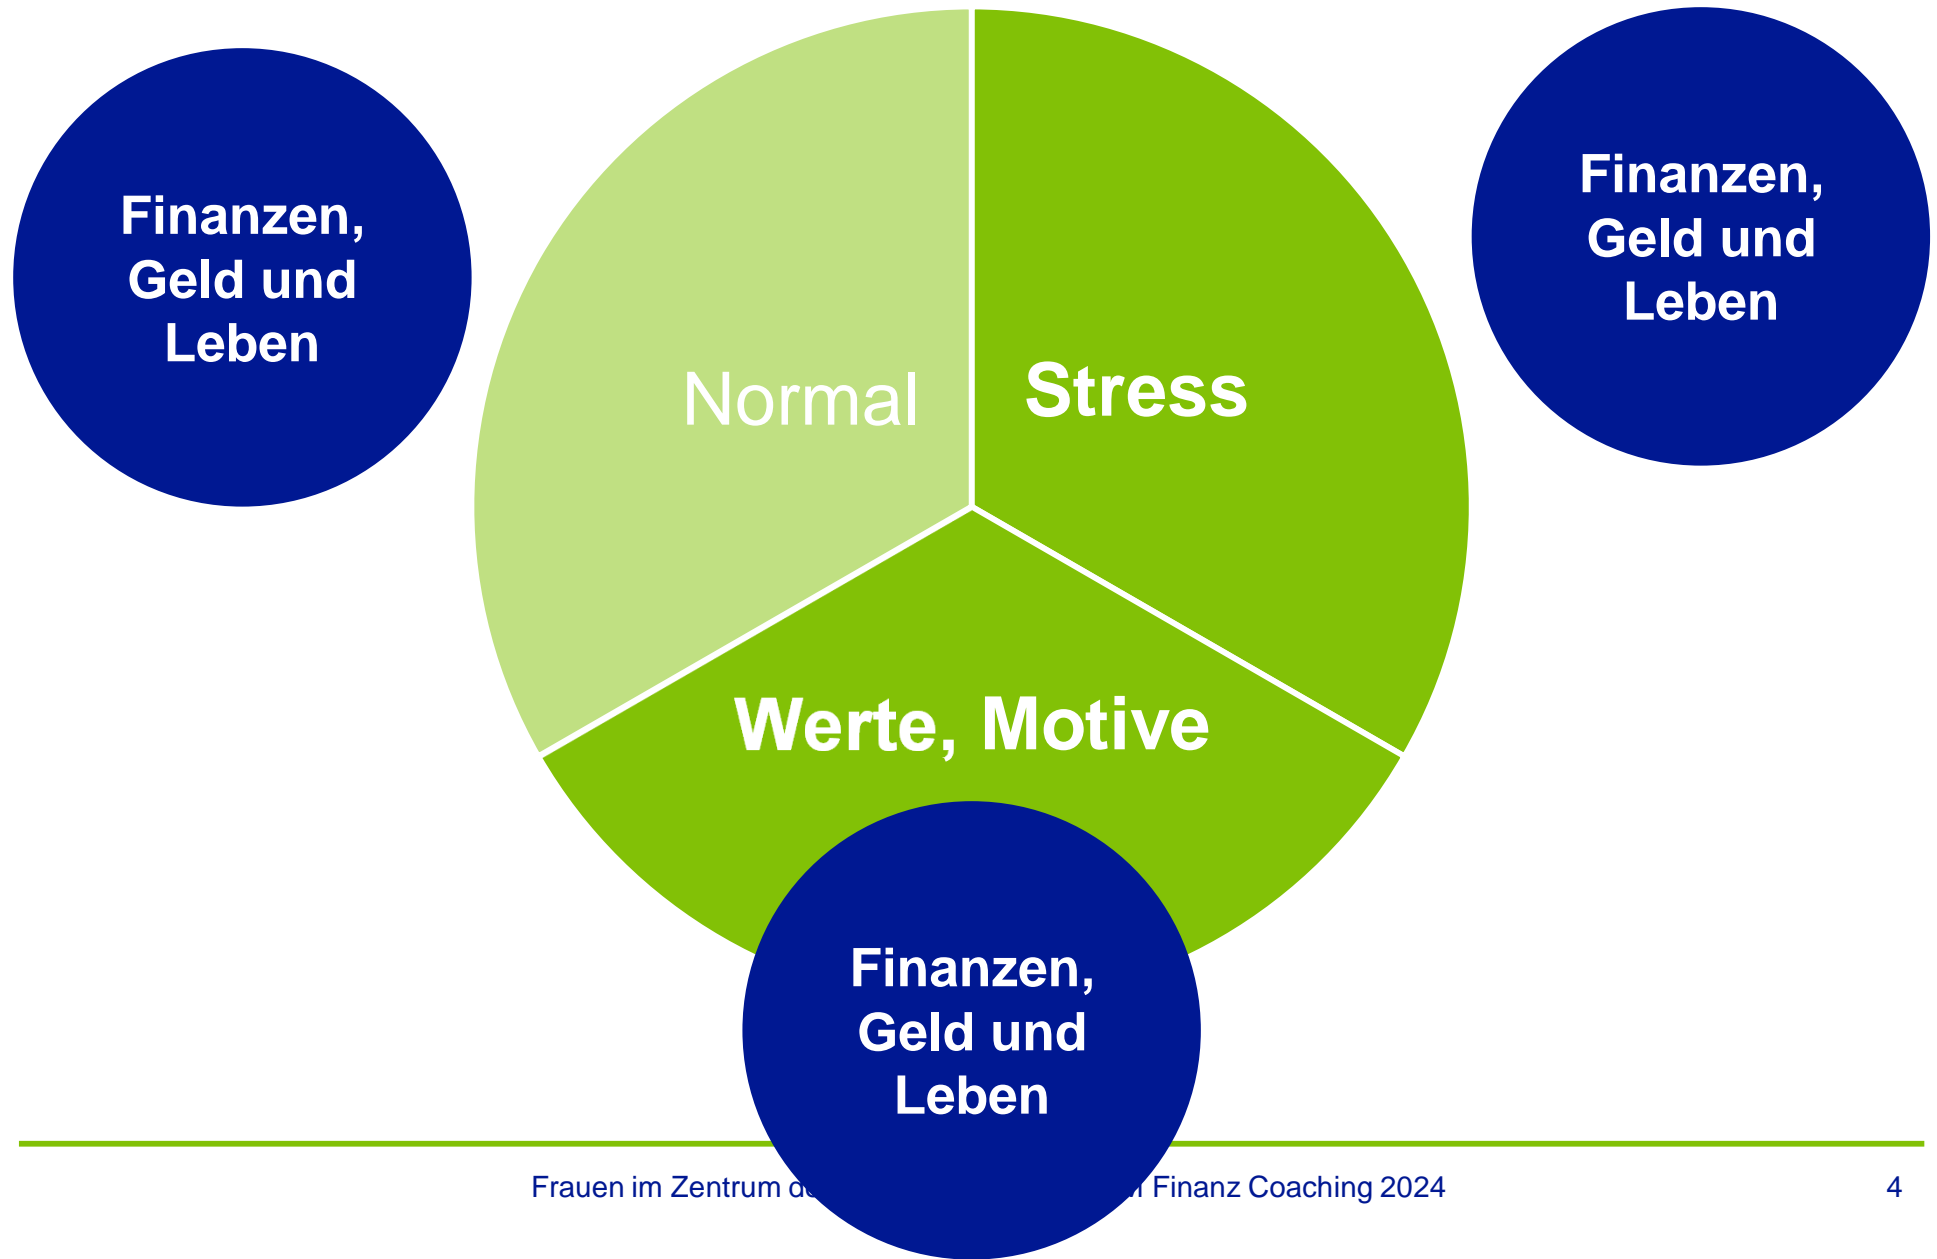 Finanzen,
Geld und
Leben
Finanzen,
Geld und
Leben
Normal
Stress
Werte, Motive
Finanzen,
Geld und
Leben
Frauen im Zentrum
Finanz Coaching 2024
4